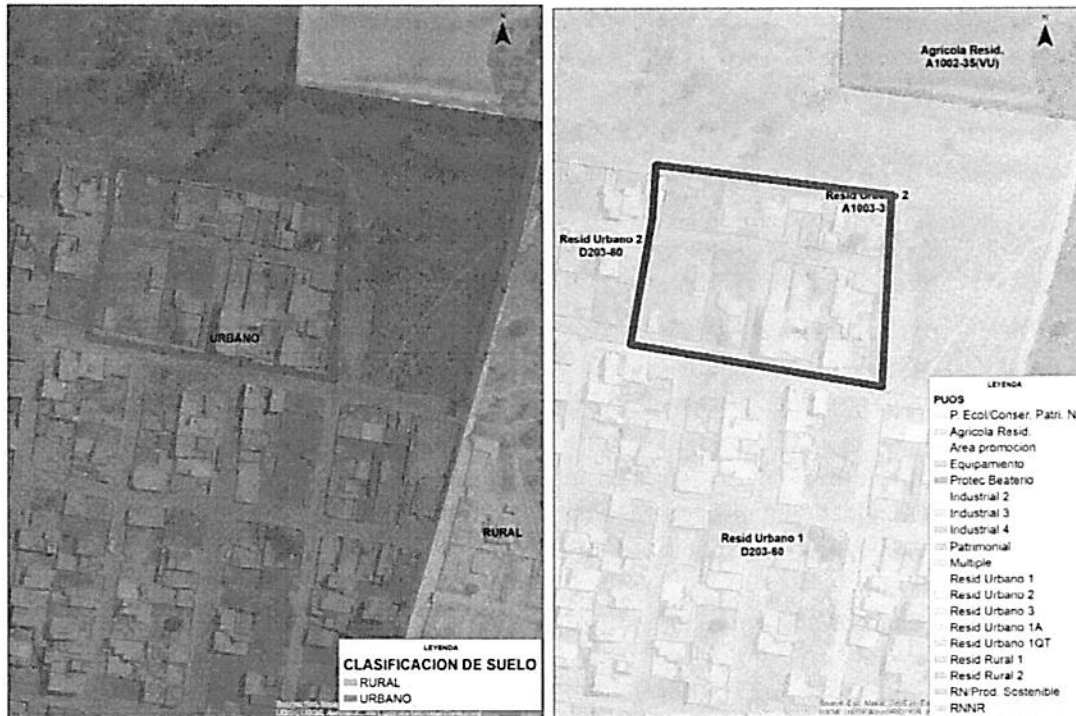 N
URBANO
RURAL
LEYENDA
CLASIFICACION DE SUELO
RURAL
URBANO
N
Agricola Resid.
A1002-35(VU)
Resid Urbano 2
A1003-3
Resid Urbano 2
D203-80
Resid Urbano 1
D203-80
LEYENDA
PUOS
P. Ecol/Conser. Patri. N
Agricola Resid.
Area promocion
Equipamiento
Protec Beaterio
Industrial 2
Industrial 3
Industrial 4
Patrimonial
Multiple
Resid Urbano 1
Resid Urbano 2
Resid Urbano 3
Resid Urbano 1A
Resid Urbano 1QT
Resid Rural 1
Resid Rural 2
RN/Prod. Sostenible
RNNR